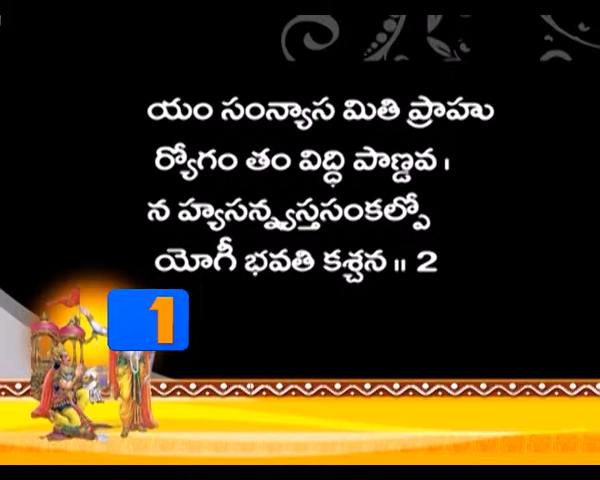 యం సంన్యాస మితి ప్రాహు
ర్యోగం తం విద్ధి పాణ్డవ ।
న హ్యసన్న్యస్తసంకల్పో
యోగీ భవతి కశ్చన ॥ 2
1